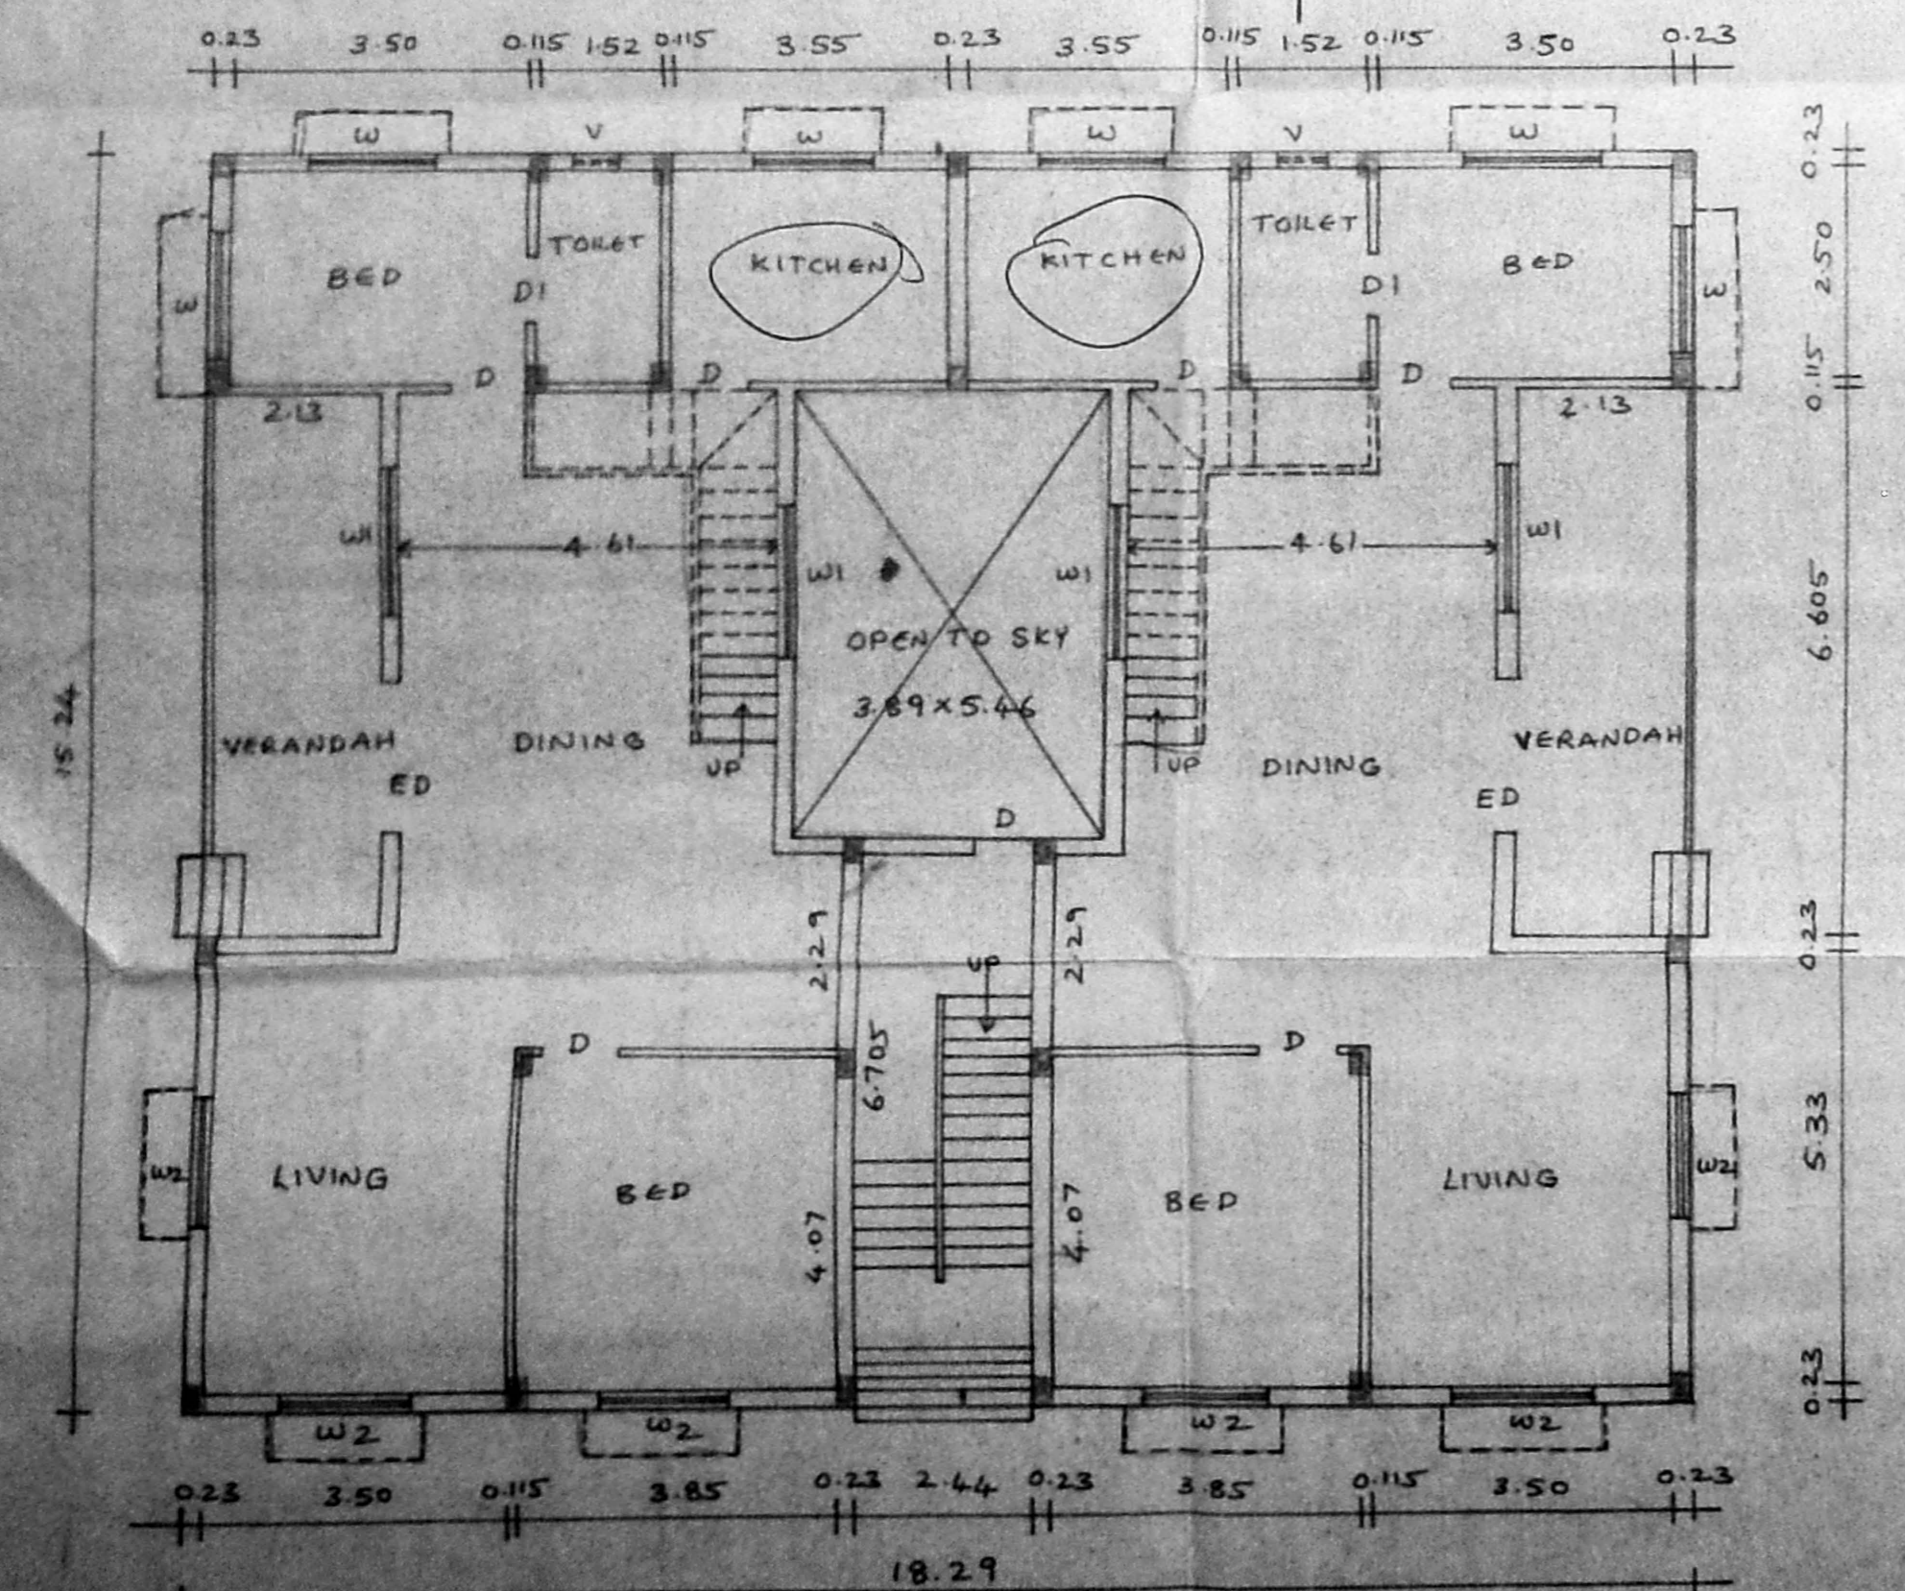 0.23 3.50 0.115 1.52 0.115 3.55 0.23 3.55 0.115 1.52 0.115 3.50 0.23
W V W W V W
0.23
TOILET TOILET
BED KITCHEN KITCHEN BED
W D1 D1 W
2.50
D D D D
0.115
2.13 2.13
W1 4.61 4.61 W1
W1 W1
6.605
OPEN TO SKY
3.89×5.46
15.24
VERANDAH DINING VERANDAH
UP UP DINING
ED ED
D
2.29 2.29
0.23
UP
D D
6.705
5.33
W2 LIVING BED BED LIVING W2
4.07 4.07
0.23
W2 W2 W2 W2
0.23 3.50 0.115 3.85 0.23 2.44 0.23 3.85 0.115 3.50 0.23
18.29